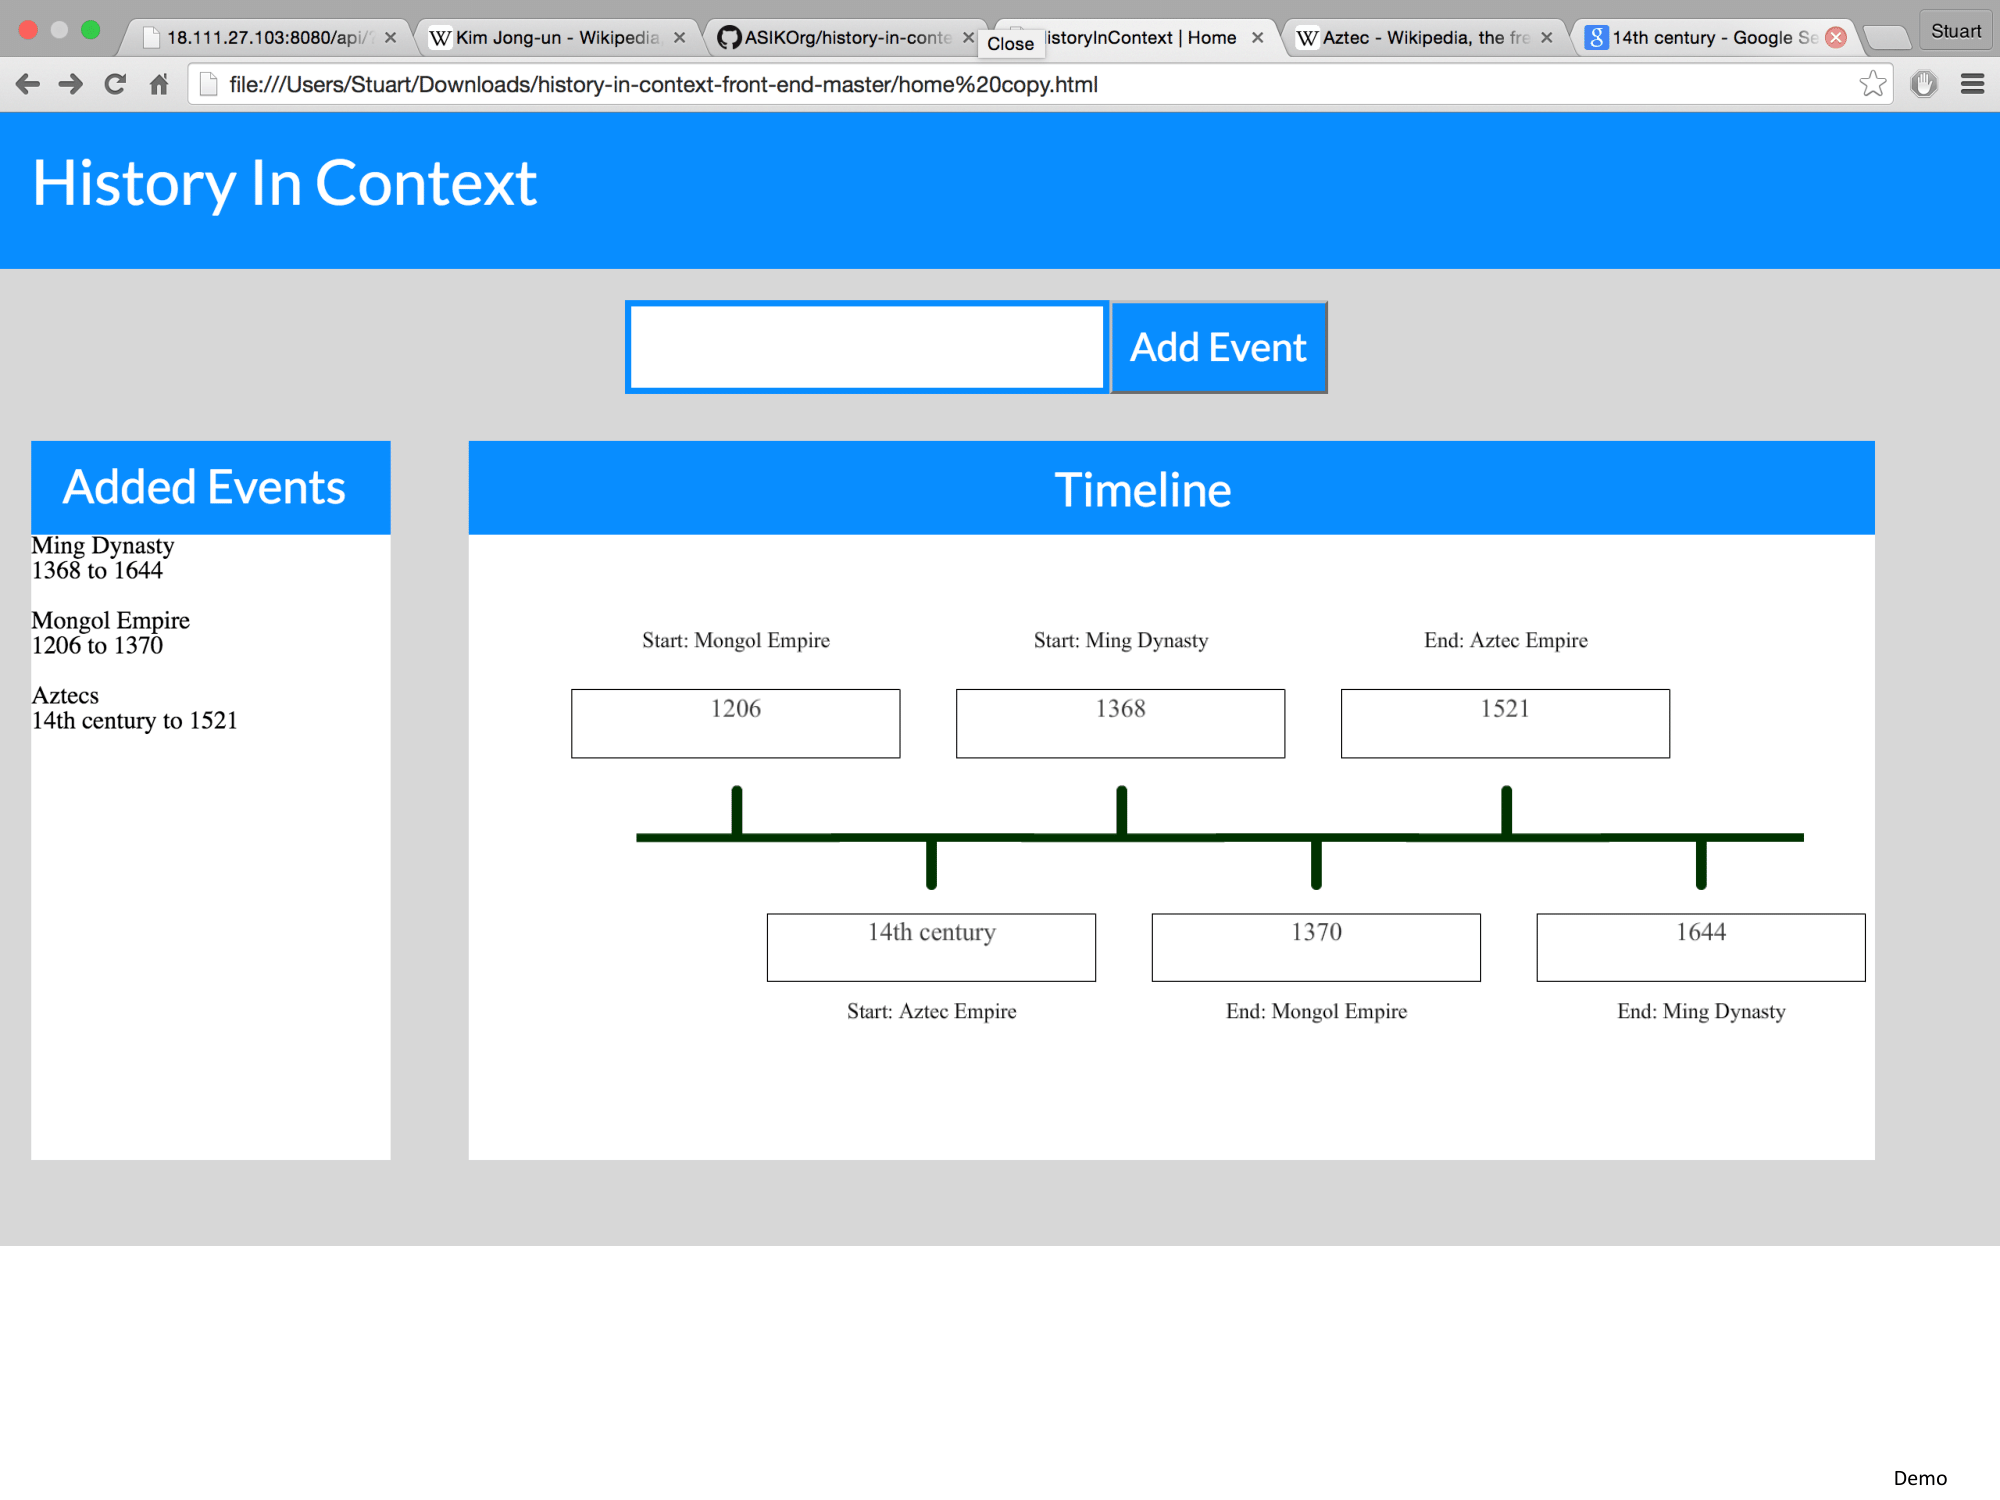 18.111.27.103:8080/api/
Kim Jong-un - Wikipedia,
ASIKOrg/history-in-conte
Close
istoryInContext | Home
Aztec - Wikipedia, the fre
14th century - Google Se
Stuart
file:///Users/Stuart/Downloads/history-in-context-front-end-master/home%20copy.html
History In Context
Add Event
Added Events
Ming Dynasty
1368 to 1644
Mongol Empire
1206 to 1370
Aztecs
14th century to 1521
Timeline
Start: Mongol Empire
Start: Ming Dynasty
End: Aztec Empire
1206
1368
1521
14th century
1370
1644
Start: Aztec Empire
End: Mongol Empire
End: Ming Dynasty
Demo